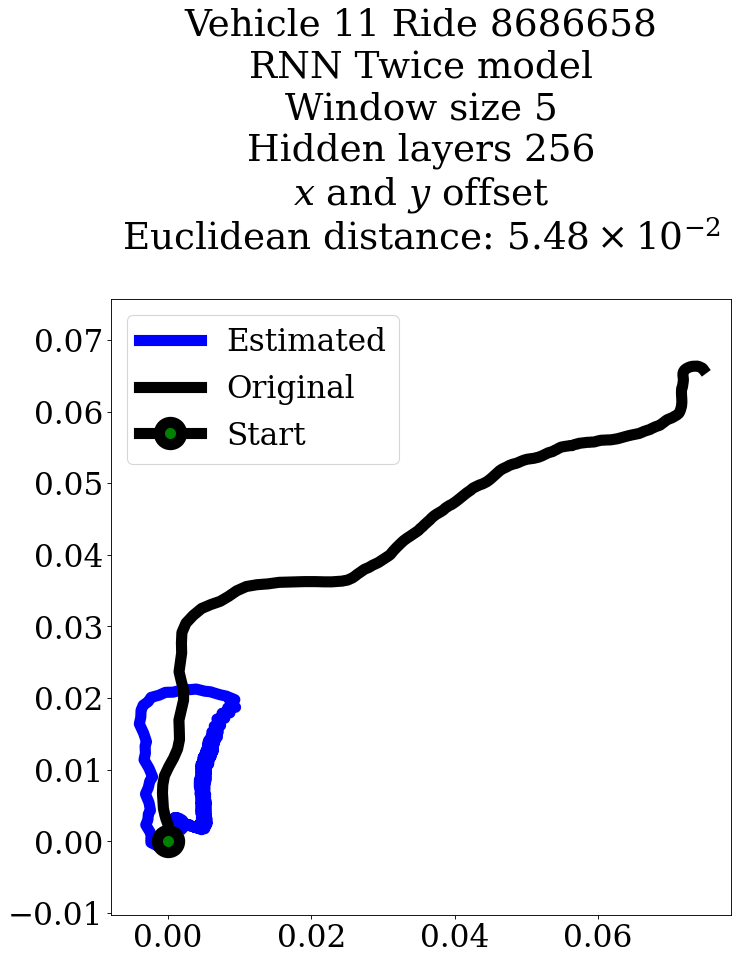 Vehicle 11 Ride 8686658
RNN Twice model
Window size 5
Hidden layers 256
x and y offset
Euclidean distance: 5.48 × 10⁻²
Estimated
Original
Start
0.07
0.06
0.05
0.04
0.03
0.02
0.01
0.00
−0.01
0.00 0.02 0.04 0.06